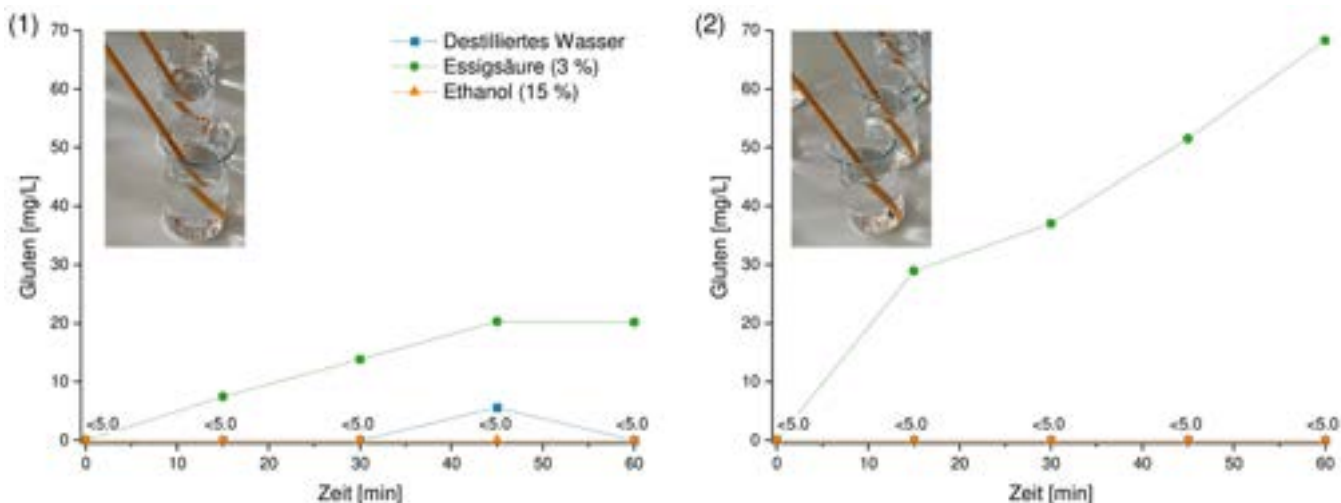 (1)
Destilliertes Wasser
Essigsäure (3 %)
Ethanol (15 %)
Gluten [mg/L]
70
60
50
40
30
20
10
0
<5.0 <5.0 <5.0 <5.0 <5.0
0 10 20 30 40 50 60
Zeit [min]
(2)
Gluten [mg/L]
70
60
50
40
30
20
10
0
<5.0 <5.0 <5.0 <5.0 <5.0
0 10 20 30 40 50 60
Zeit [min]